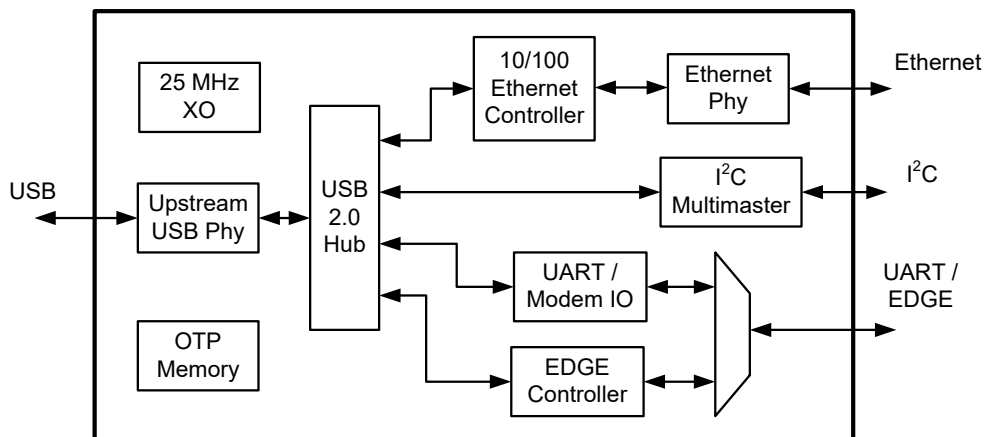 25 MHz
XO
10/100
Ethernet
Controller
Ethernet
Phy
Ethernet
USB
Upstream
USB Phy
USB
2.0
Hub
I²C
Multimaster
I²C
UART /
Modem IO
UART /
EDGE
OTP
Memory
EDGE
Controller